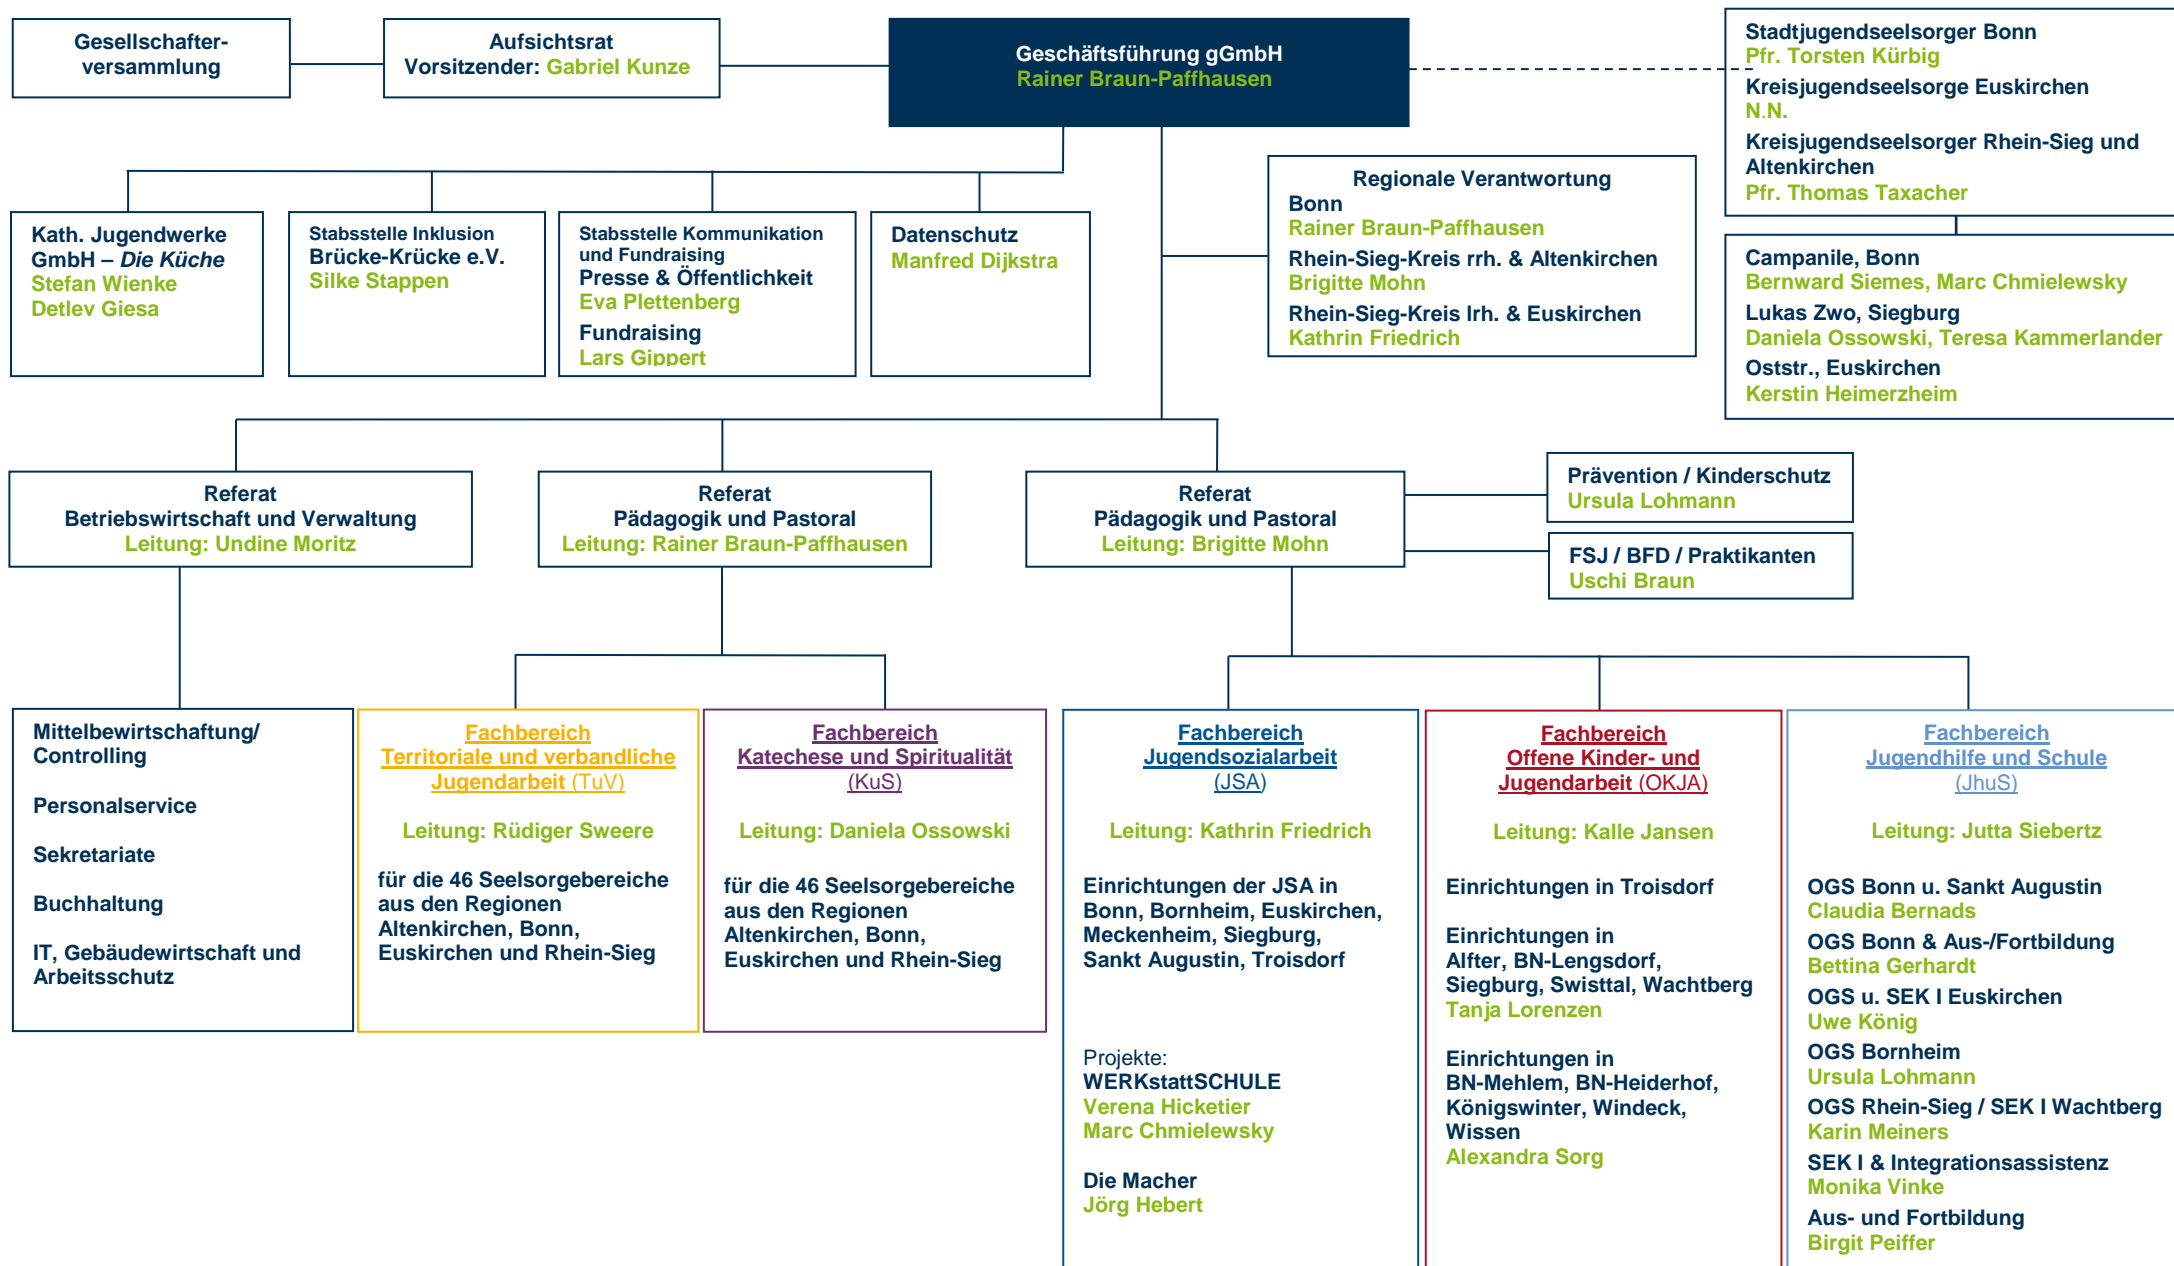 Gesellschafter-
versammlung
Aufsichtsrat
Vorsitzender: Gabriel Kunze
Geschäftsführung gGmbH
Rainer Braun-Paffhausen
Stadtjugendseelsorger Bonn
Pfr. Torsten Kürbig
Kreisjugendseelsorge Euskirchen
N.N.
Kreisjugendseelsorger Rhein-Sieg und
Altenkirchen
Pfr. Thomas Taxacher
Kath. Jugendwerke
GmbH – Die Küche
Stefan Wienke
Detlev Giesa
Stabsstelle Inklusion
Brücke-Krücke e.V.
Silke Stappen
Stabsstelle Kommunikation
und Fundraising
Presse & Öffentlichkeit
Eva Plettenberg
Fundraising
Lars Gippert
Datenschutz
Manfred Dijkstra
Regionale Verantwortung
Bonn
Rainer Braun-Paffhausen
Rhein-Sieg-Kreis rrh. & Altenkirchen
Brigitte Mohn
Rhein-Sieg-Kreis lrh. & Euskirchen
Kathrin Friedrich
Campanile, Bonn
Bernward Siemes, Marc Chmielewsky
Lukas Zwo, Siegburg
Daniela Ossowski, Teresa Kammerlander
Oststr., Euskirchen
Kerstin Heimerzheim
Referat
Betriebswirtschaft und Verwaltung
Leitung: Undine Moritz
Referat
Pädagogik und Pastoral
Leitung: Rainer Braun-Paffhausen
Referat
Pädagogik und Pastoral
Leitung: Brigitte Mohn
Prävention / Kinderschutz
Ursula Lohmann
FSJ / BFD / Praktikanten
Uschi Braun
Mittelbewirtschaftung/
Controlling
Personalservice
Sekretariate
Buchhaltung
IT, Gebäudewirtschaft und
Arbeitsschutz
Fachbereich
Territoriale und verbandliche
Jugendarbeit (TuV)
Leitung: Rüdiger Sweere
für die 46 Seelsorgebereiche
aus den Regionen
Altenkirchen, Bonn,
Euskirchen und Rhein-Sieg
Fachbereich
Katechese und Spiritualität
(KuS)
Leitung: Daniela Ossowski
für die 46 Seelsorgebereiche
aus den Regionen
Altenkirchen, Bonn,
Euskirchen und Rhein-Sieg
Fachbereich
Jugendsozialarbeit
(JSA)
Leitung: Kathrin Friedrich
Einrichtungen der JSA in
Bonn, Bornheim, Euskirchen,
Meckenheim, Siegburg,
Sankt Augustin, Troisdorf
Projekte:
WERKstattSCHULE
Verena Hicketier
Marc Chmielewsky
Die Macher
Jörg Hebert
Fachbereich
Offene Kinder- und
Jugendarbeit (OKJA)
Leitung: Kalle Jansen
Einrichtungen in Troisdorf
Einrichtungen in
Alfter, BN-Lengsdorf,
Siegburg, Swisttal, Wachtberg
Tanja Lorenzen
Einrichtungen in
BN-Mehlem, BN-Heiderhof,
Königswinter, Windeck,
Wissen
Alexandra Sorg
Fachbereich
Jugendhilfe und Schule
(JhuS)
Leitung: Jutta Siebertz
OGS Bonn u. Sankt Augustin
Claudia Bernads
OGS Bonn & Aus-/Fortbildung
Bettina Gerhardt
OGS u. SEK I Euskirchen
Uwe König
OGS Bornheim
Ursula Lohmann
OGS Rhein-Sieg / SEK I Wachtberg
Karin Meiners
SEK I & Integrationsassistenz
Monika Vinke
Aus- und Fortbildung
Birgit Peiffer